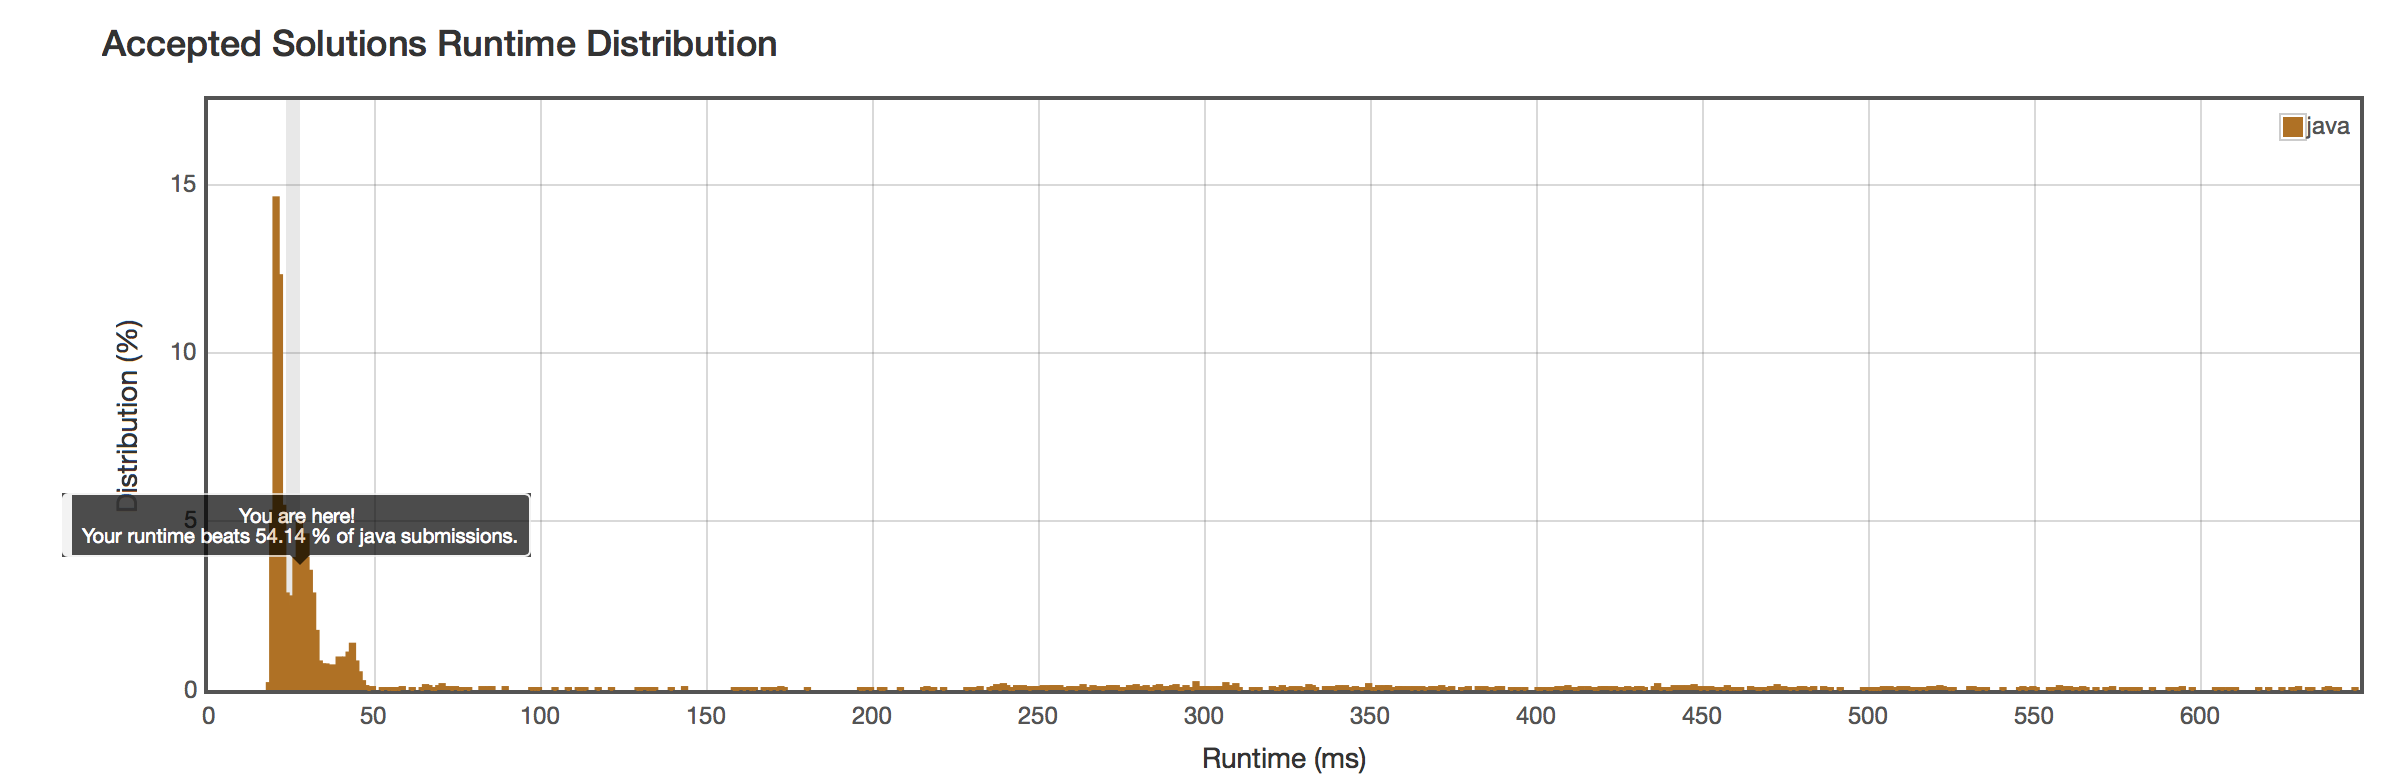 Accepted Solutions Runtime Distribution
java
Distribution (%)
15
10
5
0
You are here!
Your runtime beats 54.14 % of java submissions.
0 50 100 150 200 250 300 350 400 450 500 550 600
Runtime (ms)